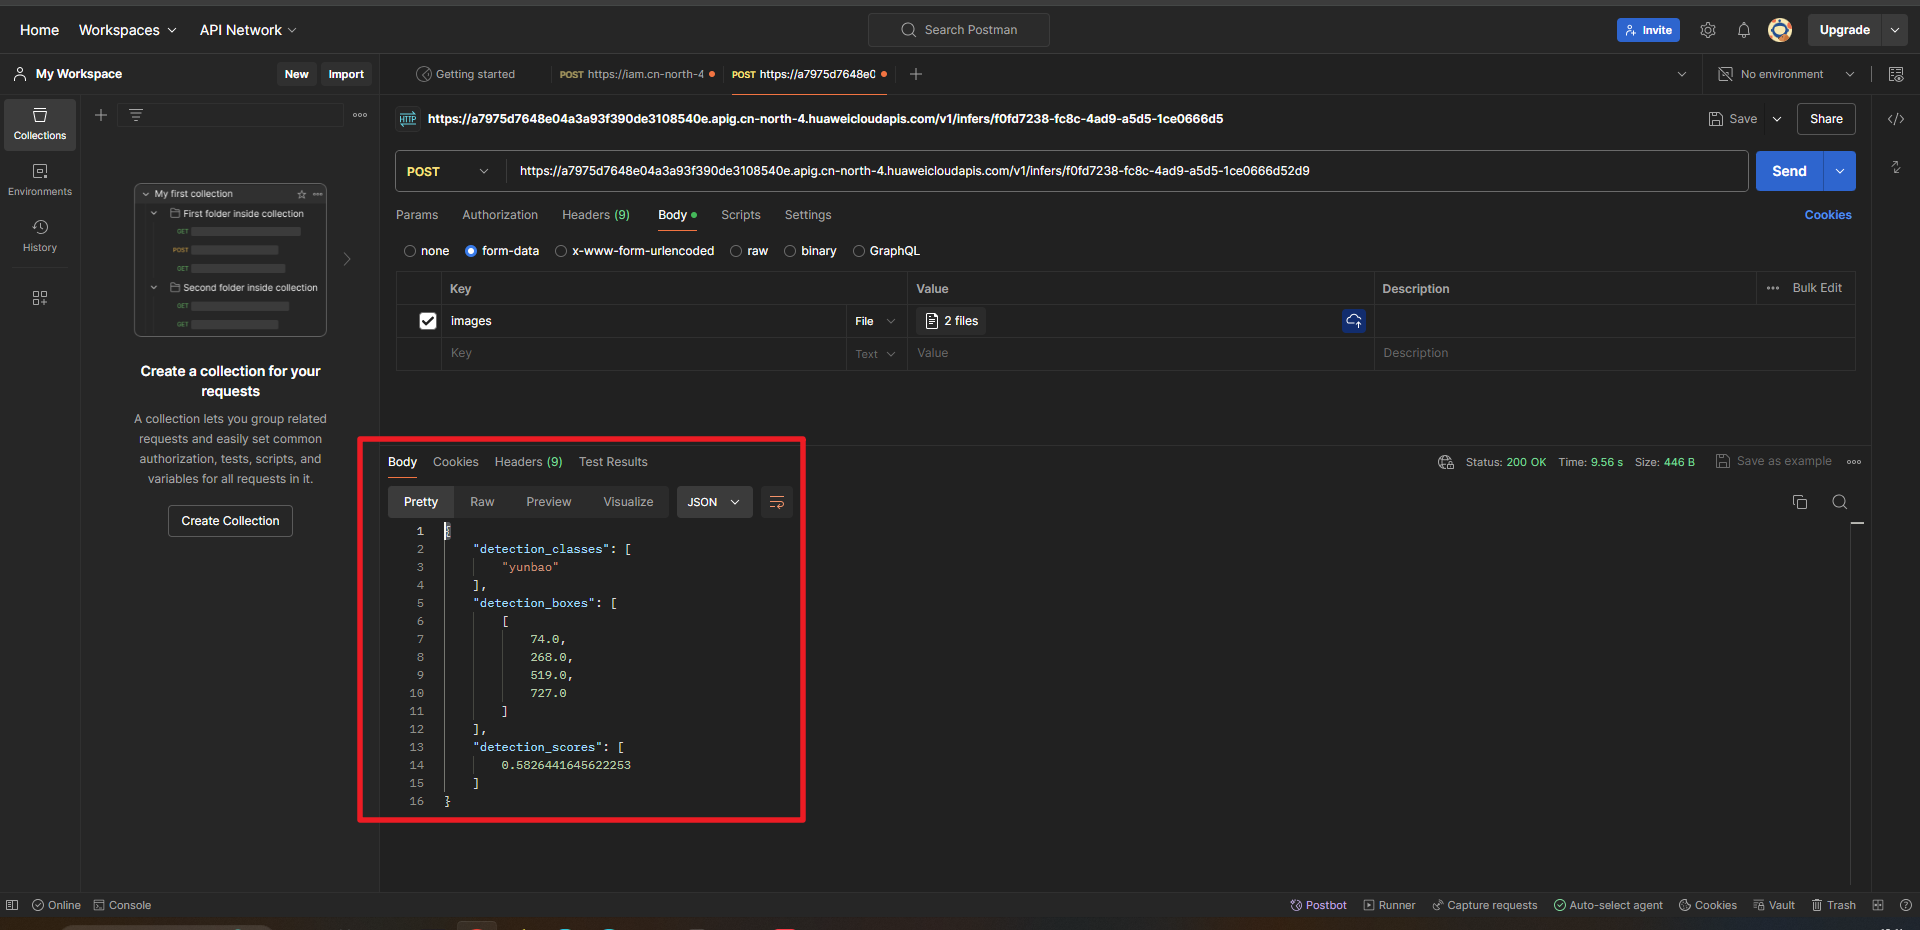 Home Workspaces API Network Search Postman Invite Upgrade
My Workspace New Import Getting started POST https://iam.cn-north-4 POST https://a7975d7648e0 No environment
Collections
Environments
History
My first collection
First folder inside collection
GET
POST
GET
Second folder inside collection
GET
GET
Create a collection for your
requests
A collection lets you group related
requests and easily set common
authorization, tests, scripts, and
variables for all requests in it.
Create Collection
HTTP https://a7975d7648e04a3a93f390de3108540e.apig.cn-north-4.huaweicloudapis.com/v1/infers/f0fd7238-fc8c-4ad9-a5d5-1ce0666d5 Save Share
POST https://a7975d7648e04a3a93f390de3108540e.apig.cn-north-4.huaweicloudapis.com/v1/infers/f0fd7238-fc8c-4ad9-a5d5-1ce0666d52d9 Send
Params Authorization Headers (9) Body Scripts Settings Cookies
none form-data x-www-form-urlencoded raw binary GraphQL
Key Value Description Bulk Edit
images File 2 files
Key Text Value Description
Body Cookies Headers (9) Test Results Status: 200 OK Time: 9.56 s Size: 446 B Save as example
Pretty Raw Preview Visualize JSON
1 {
2 "detection_classes": [
3 "yunbao"
4 ],
5 "detection_boxes": [
6 [
7 74.0,
8 268.0,
9 519.0,
10 727.0
11 ]
12 ],
13 "detection_scores": [
14 0.5826441645622253
15 ]
16 }
Online Console Postbot Runner Capture requests Auto-select agent Cookies Vault Trash